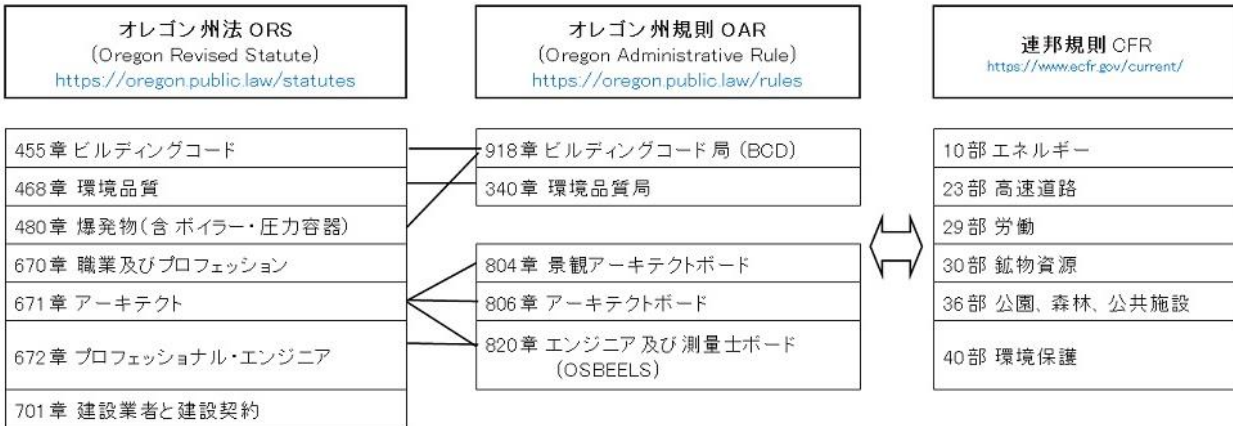 オレゴン州法 ORS
(Oregon Revised Statute)
https://oregon.public.law/statutes
455章 ビルディングコード
468章 環境品質
480章 爆発物(含 ボイラー・圧力容器)
670章 職業及びプロフェッション
671章 アーキテクト
672章 プロフェッショナル・エンジニア
701章 建設業者と建設契約
オレゴン州規則 OAR
(Oregon Administrative Rule)
https://oregon.public.law/rules
918章 ビルディングコード局 (BCD)
340章 環境品質局
804章 景観アーキテクトボード
806章 アーキテクトボード
820章 エンジニア及び測量士ボード
(OSBEELS)
連邦規則 CFR
https://www.ecfr.gov/current/
10部 エネルギー
23部 高速道路
29部 労働
30部 鉱物資源
36部 公園、森林、公共施設
40部 環境保護